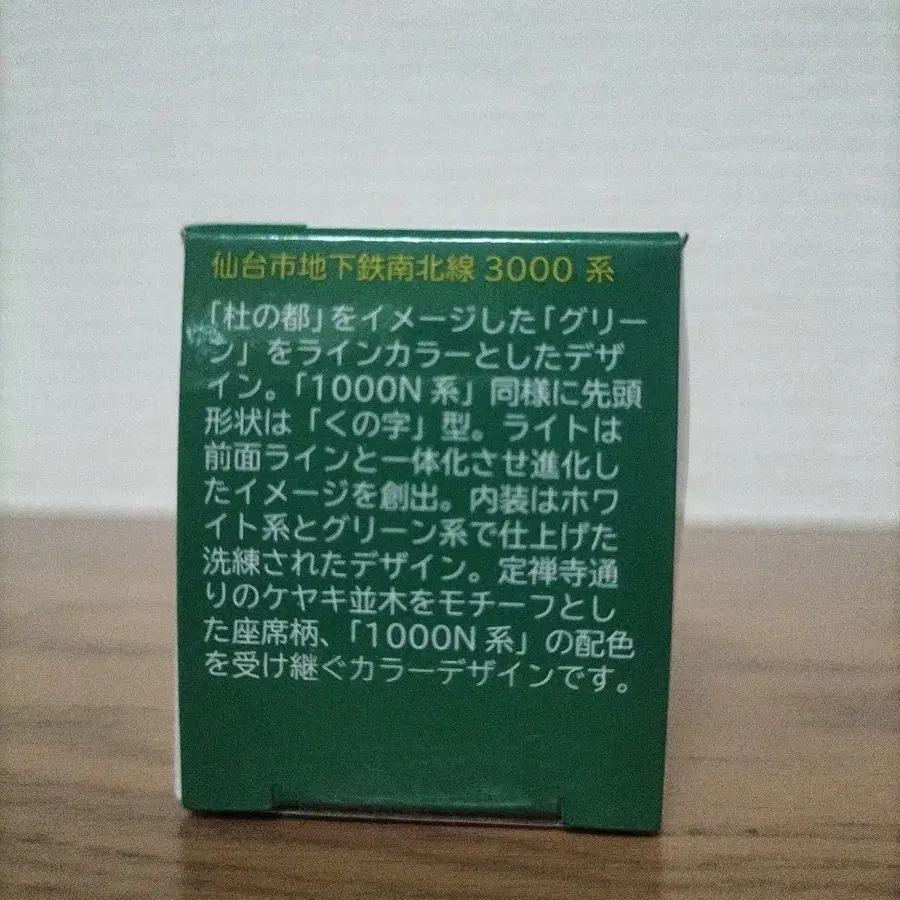 仙台市地下鉄南北線 3000 系
「杜の都」をイメージした「グリー
ン」をラインカラーとしたデザ
イン。「1000N 系」同様に先頭
形状は「くの字」型。ライトは
前面ラインと一体化させ進化し
たイメージを創出。内装はホワ
イト系とグリーン系で仕上げた
洗練されたデザイン。定禅寺通
りのケヤキ並木をモチーフとし
た座席柄、「1000N 系」の配色
を受け継ぐカラーデザインです。